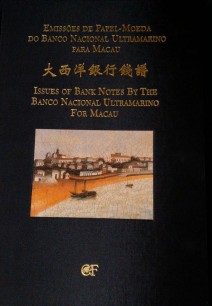 Emissões de Papel-Moeda
do Banco Nacional Ultramarino
para Macau
大西洋銀行錢譜
Issues of Bank Notes By The
Banco Nacional Ultramarino
For Macau